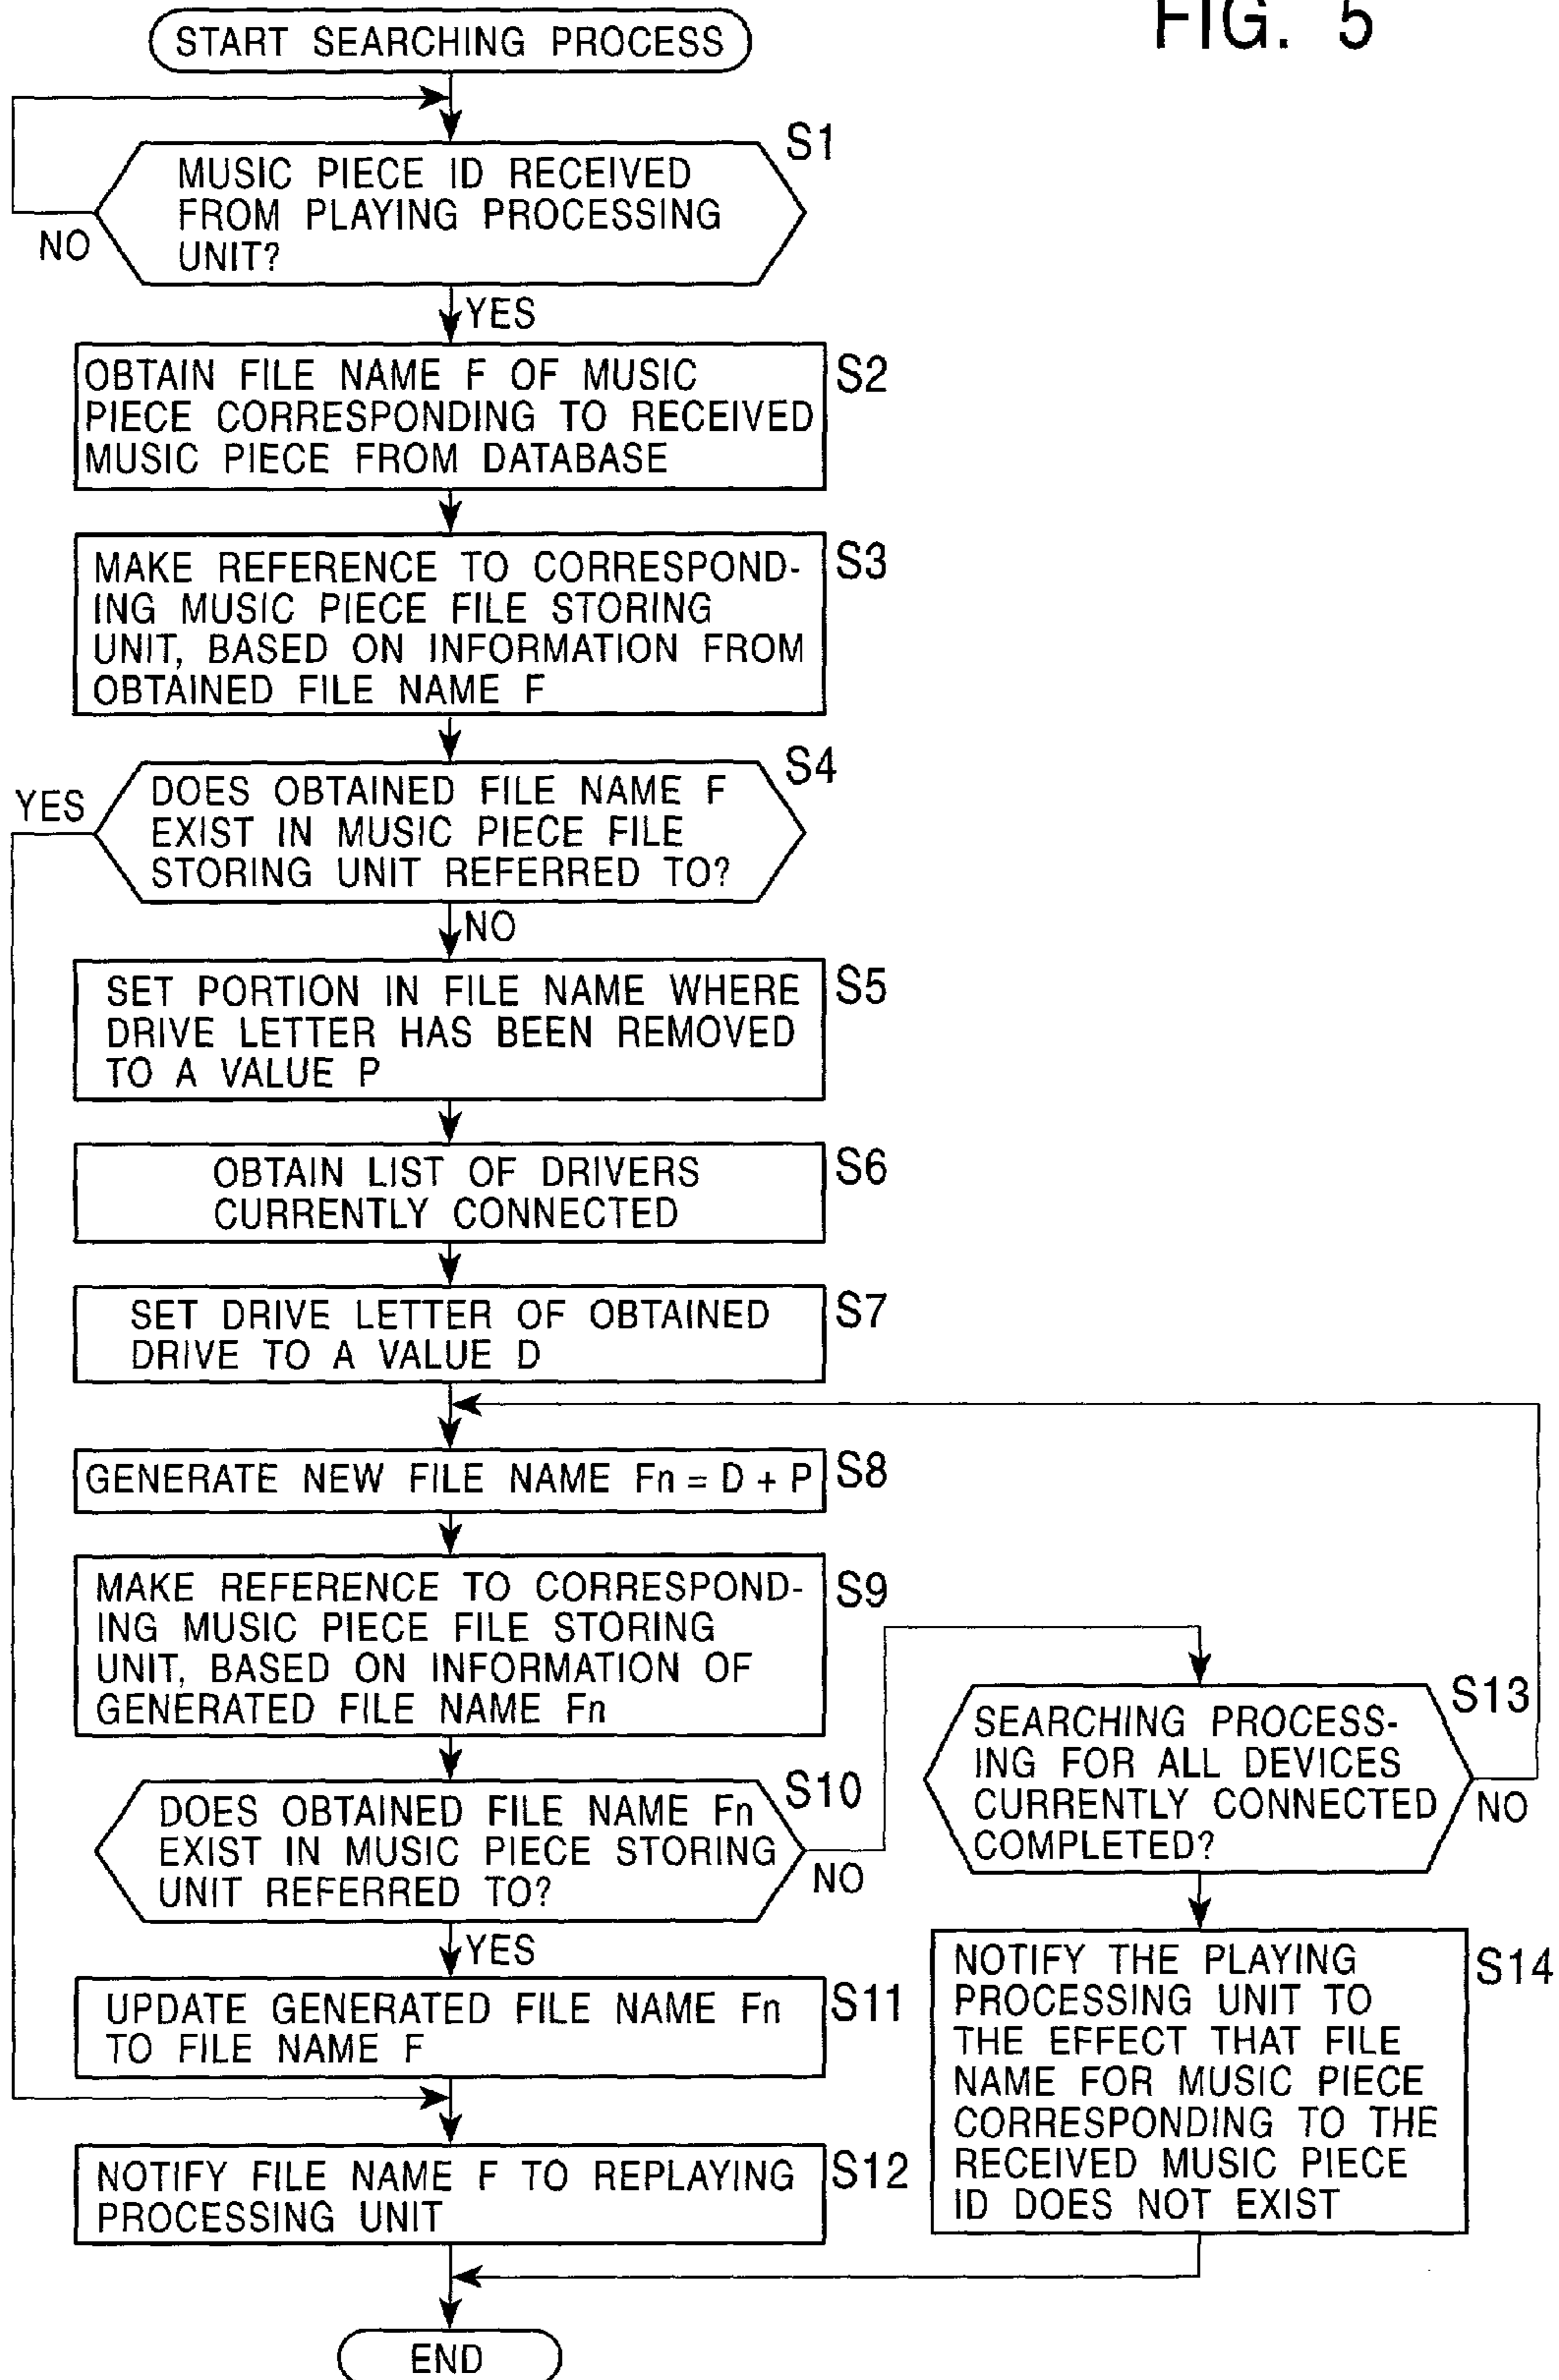 FIG. 5
START SEARCHING PROCESS
S1
MUSIC PIECE ID RECEIVED
FROM PLAYING PROCESSING
UNIT?
NO
YES
OBTAIN FILE NAME F OF MUSIC
PIECE CORRESPONDING TO RECEIVED
MUSIC PIECE FROM DATABASE
S2
MAKE REFERENCE TO CORRESPOND-
ING MUSIC PIECE FILE STORING
UNIT, BASED ON INFORMATION FROM
OBTAINED FILE NAME F
S3
S4
YES
DOES OBTAINED FILE NAME F
EXIST IN MUSIC PIECE FILE
STORING UNIT REFERRED TO?
NO
SET PORTION IN FILE NAME WHERE
DRIVE LETTER HAS BEEN REMOVED
TO A VALUE P
S5
OBTAIN LIST OF DRIVERS
CURRENTLY CONNECTED
S6
SET DRIVE LETTER OF OBTAINED
DRIVE TO A VALUE D
S7
GENERATE NEW FILE NAME Fn = D + P
S8
MAKE REFERENCE TO CORRESPOND-
ING MUSIC PIECE FILE STORING
UNIT, BASED ON INFORMATION OF
GENERATED FILE NAME Fn
S9
S10
DOES OBTAINED FILE NAME Fn
EXIST IN MUSIC PIECE STORING
UNIT REFERRED TO?
NO
YES
UPDATE GENERATED FILE NAME Fn
TO FILE NAME F
S11
NOTIFY FILE NAME F TO REPLAYING
PROCESSING UNIT
S12
S13
SEARCHING PROCESS-
ING FOR ALL DEVICES
CURRENTLY CONNECTED
COMPLETED?
NO
NOTIFY THE PLAYING
PROCESSING UNIT TO
THE EFFECT THAT FILE
NAME FOR MUSIC PIECE
CORRESPONDING TO THE
RECEIVED MUSIC PIECE
ID DOES NOT EXIST
S14
END